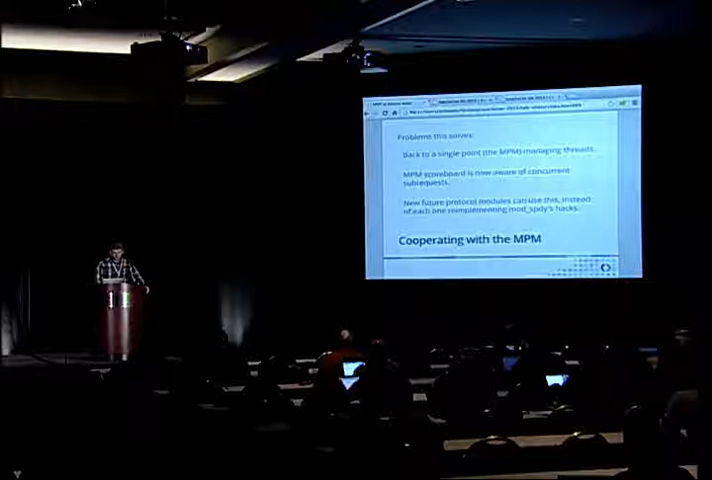 Problems this solves:
Back to a single point (the MPM) managing threads.
MPM scoreboard is now aware of concurrent
subrequests.
New future protocol modules can use this, instead
of each one reimplementing mod_spdy's hacks.
Cooperating with the MPM